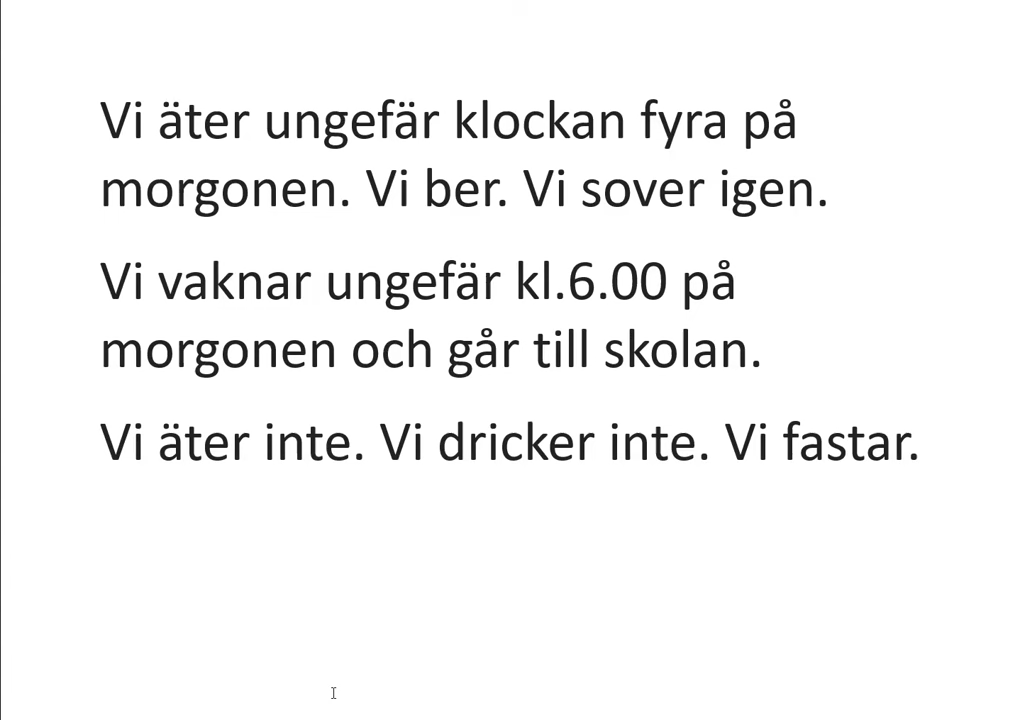 Vi äter ungefär klockan fyra på
morgonen. Vi ber. Vi sover igen.
Vi vaknar ungefär kl.6.00 på
morgonen och går till skolan.
Vi äter inte. Vi dricker inte. Vi fastar.